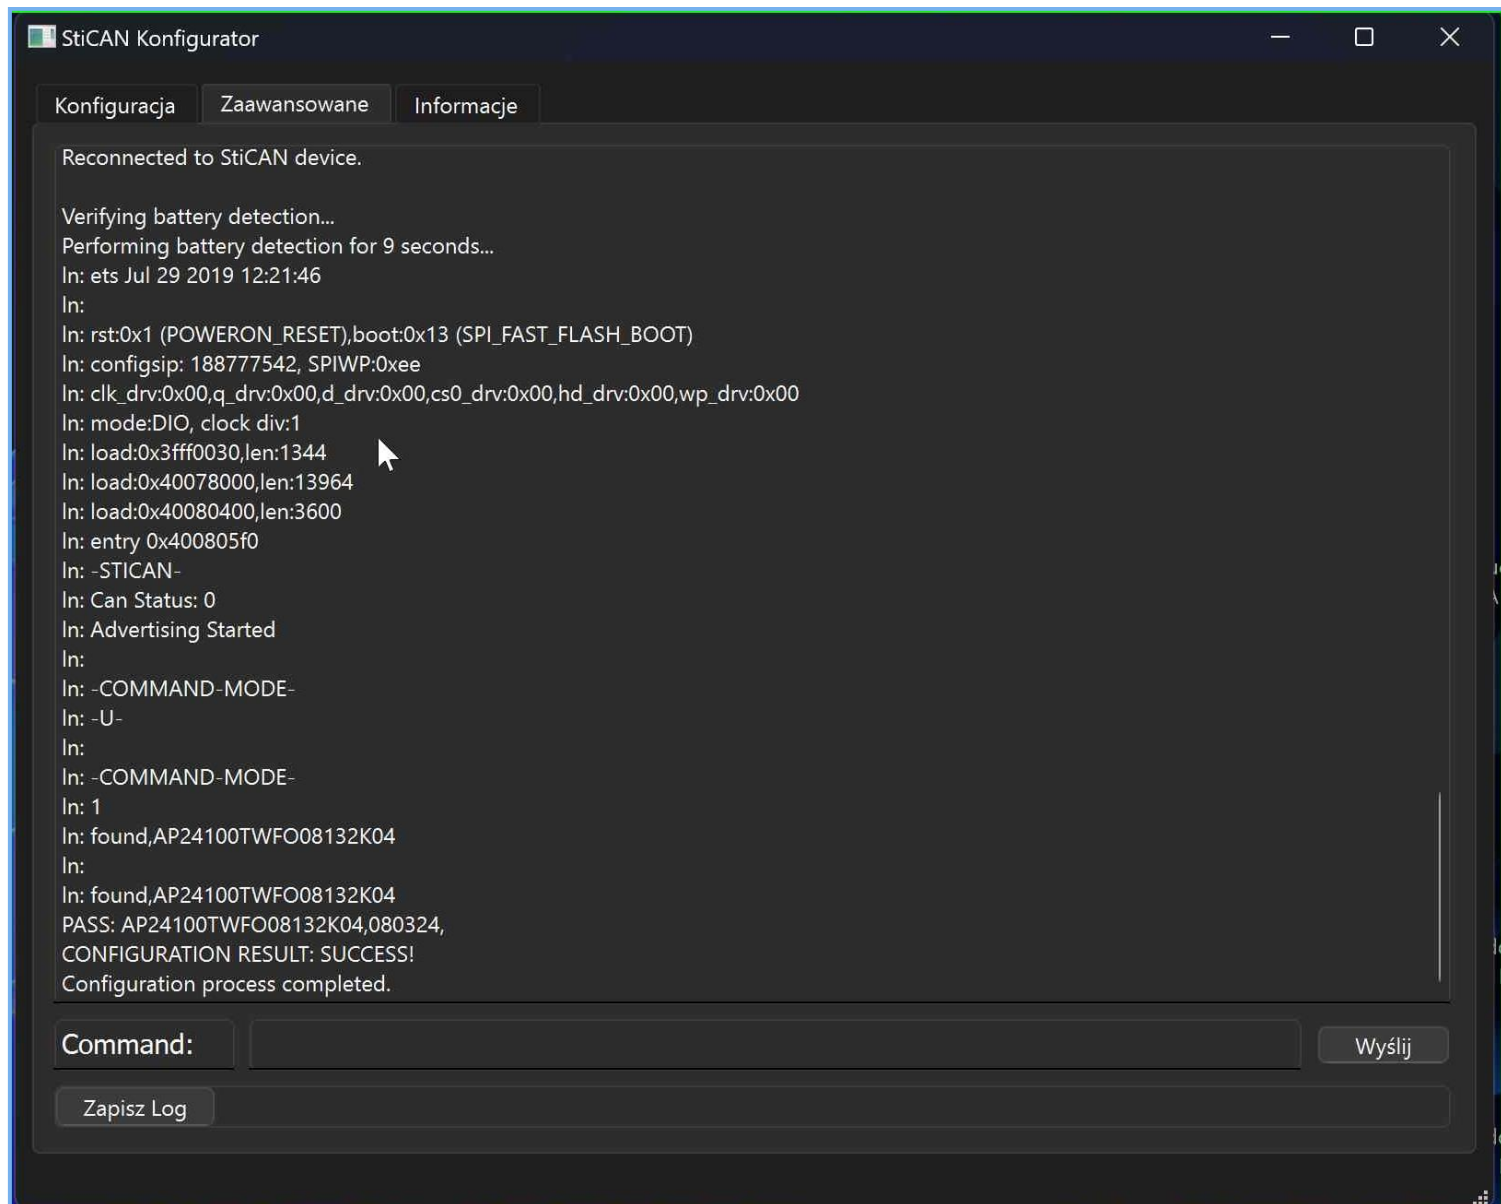 StiCAN Konfigurator
Konfiguracja
Zaawansowane
Informacje
Reconnected to StiCAN device.
Verifying battery detection...
Performing battery detection for 9 seconds...
In: ets Jul 29 2019 12:21:46
In:
In: rst:0x1 (POWERON_RESET),boot:0x13 (SPI_FAST_FLASH_BOOT)
In: configsip: 188777542, SPIWP:0xee
In: clk_drv:0x00,q_drv:0x00,d_drv:0x00,cs0_drv:0x00,hd_drv:0x00,wp_drv:0x00
In: mode:DIO, clock div:1
In: load:0x3fff0030,len:1344
In: load:0x40078000,len:13964
In: load:0x40080400,len:3600
In: entry 0x400805f0
In: -STICAN-
In: Can Status: 0
In: Advertising Started
In:
In: -COMMAND-MODE-
In: -U-
In:
In: -COMMAND-MODE-
In: 1
In: found,AP24100TWFO08132K04
In:
In: found,AP24100TWFO08132K04
PASS: AP24100TWFO08132K04,080324,
CONFIGURATION RESULT: SUCCESS!
Configuration process completed.
Command:
Wyślij
Zapisz Log